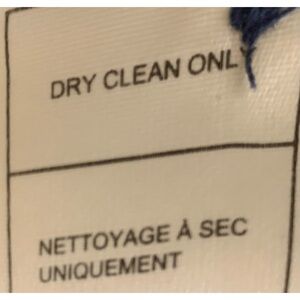 DRY CLEAN ONLY
NETTOYAGE À SEC
UNIQUEMENT